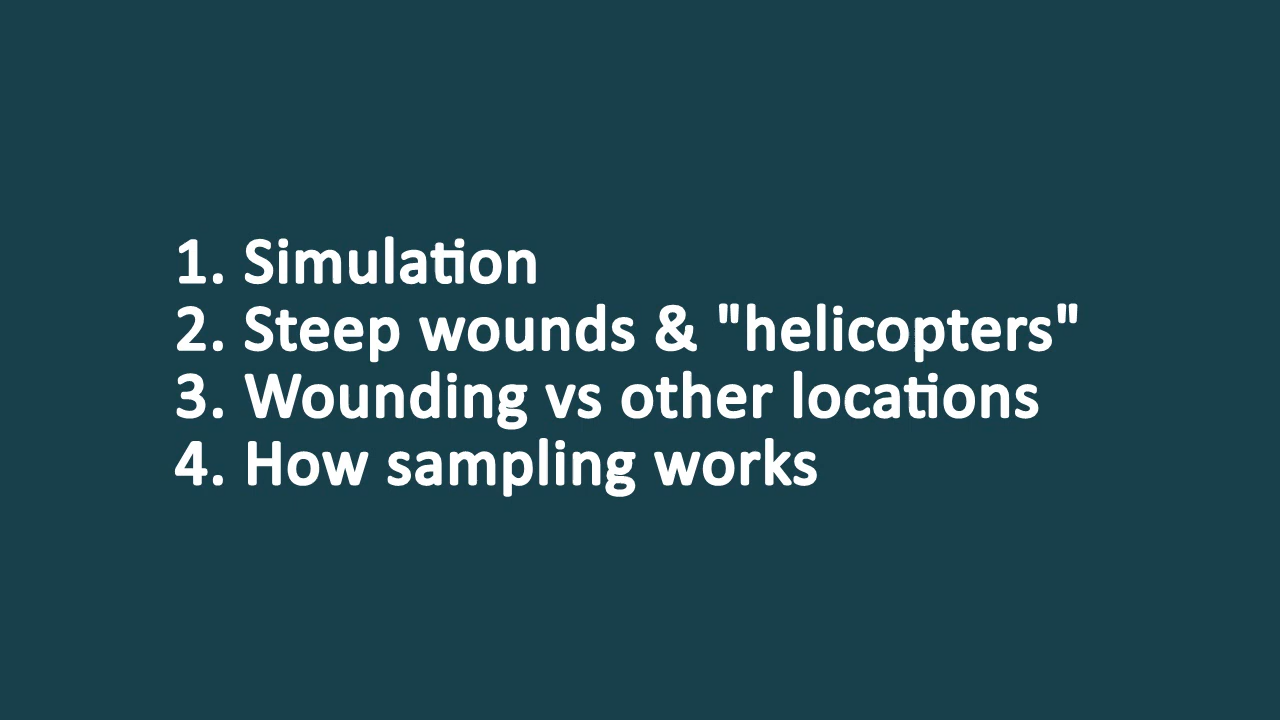 1. Simulation
2. Steep wounds & "helicopters"
3. Wounding vs other locations
4. How sampling works